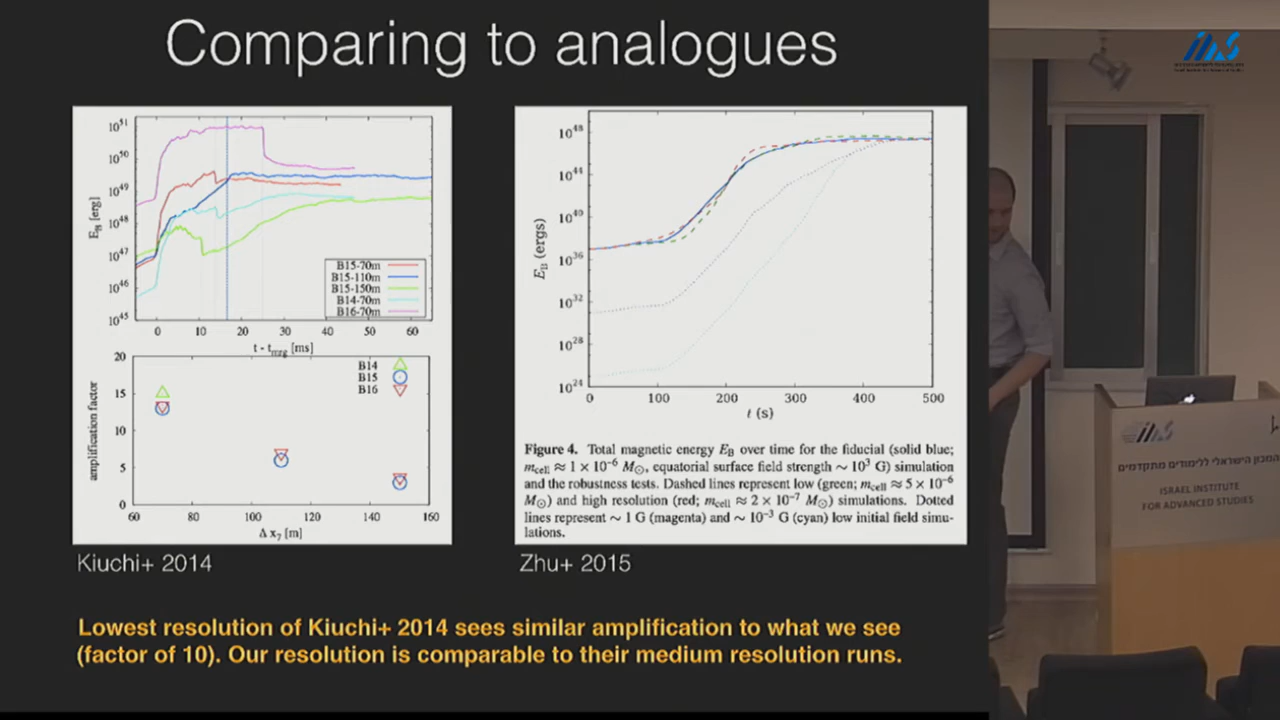 Comparing to analogues
10^51
10^50
10^49
10^48
10^47
10^46
10^45
E_B [erg]
B15-70m
B15-110m
B15-150m
B14-70m
B16-70m
0 10 20 30 40 50 60
t - t_mrg [ms]
20
15
10
5
0
amplification factor
B14
B15
B16
60 80 100 120 140 160
Δ x_7 [m]
Kiuchi+ 2014
10^48
10^44
10^40
10^36
10^32
10^28
10^24
E_B (ergs)
0 100 200 300 400 500
t (s)
Figure 4. Total magnetic energy E_B over time for the fiducial (solid blue;
m_cell ≈ 1 × 10^-6 M_⊙, equatorial surface field strength ~ 10^3 G) simulation
and the robustness tests. Dashed lines represent low (green; m_cell ≈ 5 × 10^-6
M_⊙) and high resolution (red; m_cell ≈ 2 × 10^-7 M_⊙) simulations. Dotted
lines represent ~ 1 G (magenta) and ~ 10^-3 G (cyan) low initial field simu-
lations.
Zhu+ 2015
Lowest resolution of Kiuchi+ 2014 sees similar amplification to what we see
(factor of 10). Our resolution is comparable to their medium resolution runs.
המכון הישראלי ללימודים מתקדמים
ISRAEL INSTITUTE
FOR ADVANCED STUDIES